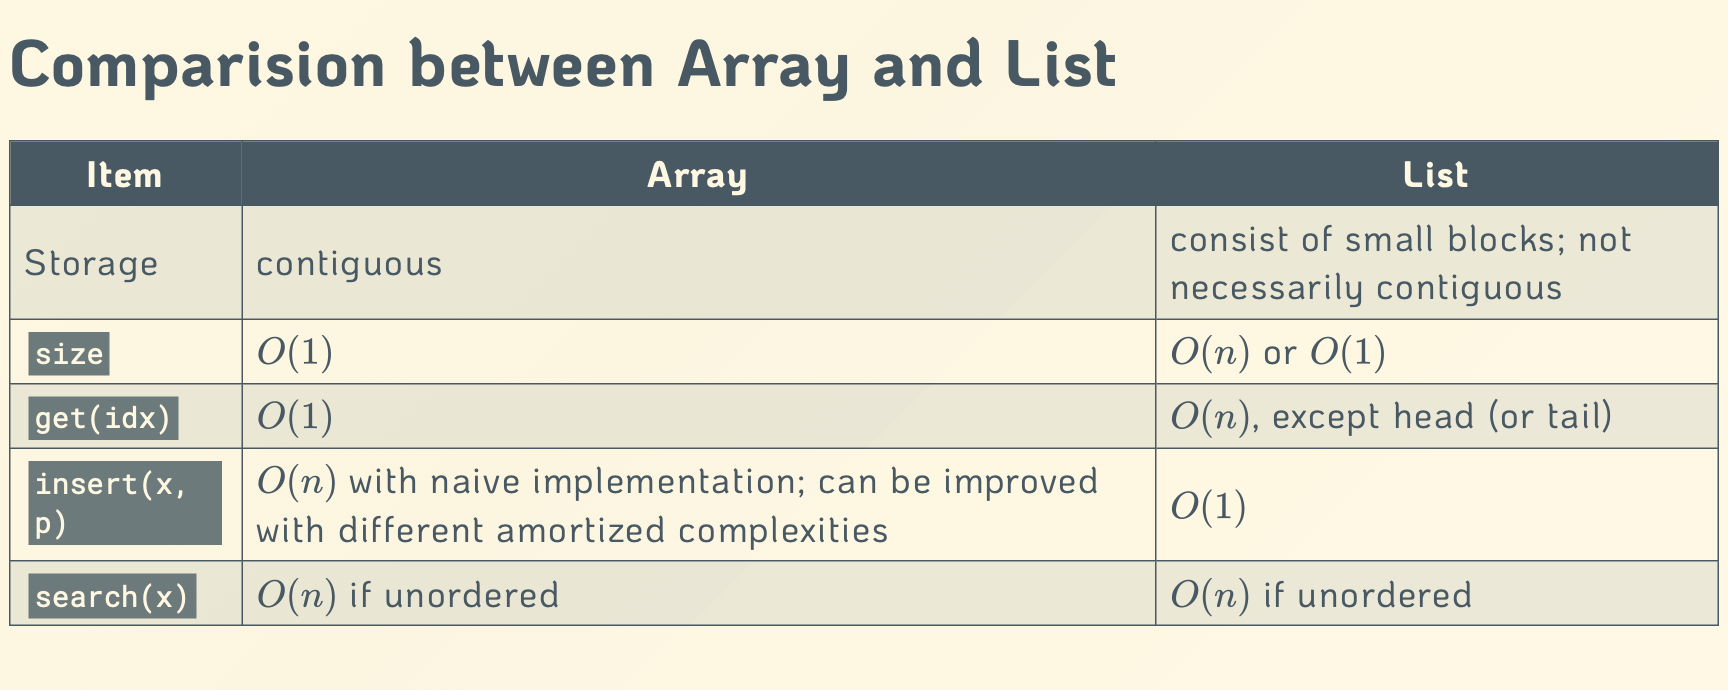 Comparision between Array and List
Item Array List
Storage contiguous consist of small blocks; not
necessarily contiguous
size O(1) O(n) or O(1)
get(idx) O(1) O(n), except head (or tail)
insert(x,
p) O(n) with naive implementation; can be improved
with different amortized complexities O(1)
search(x) O(n) if unordered O(n) if unordered